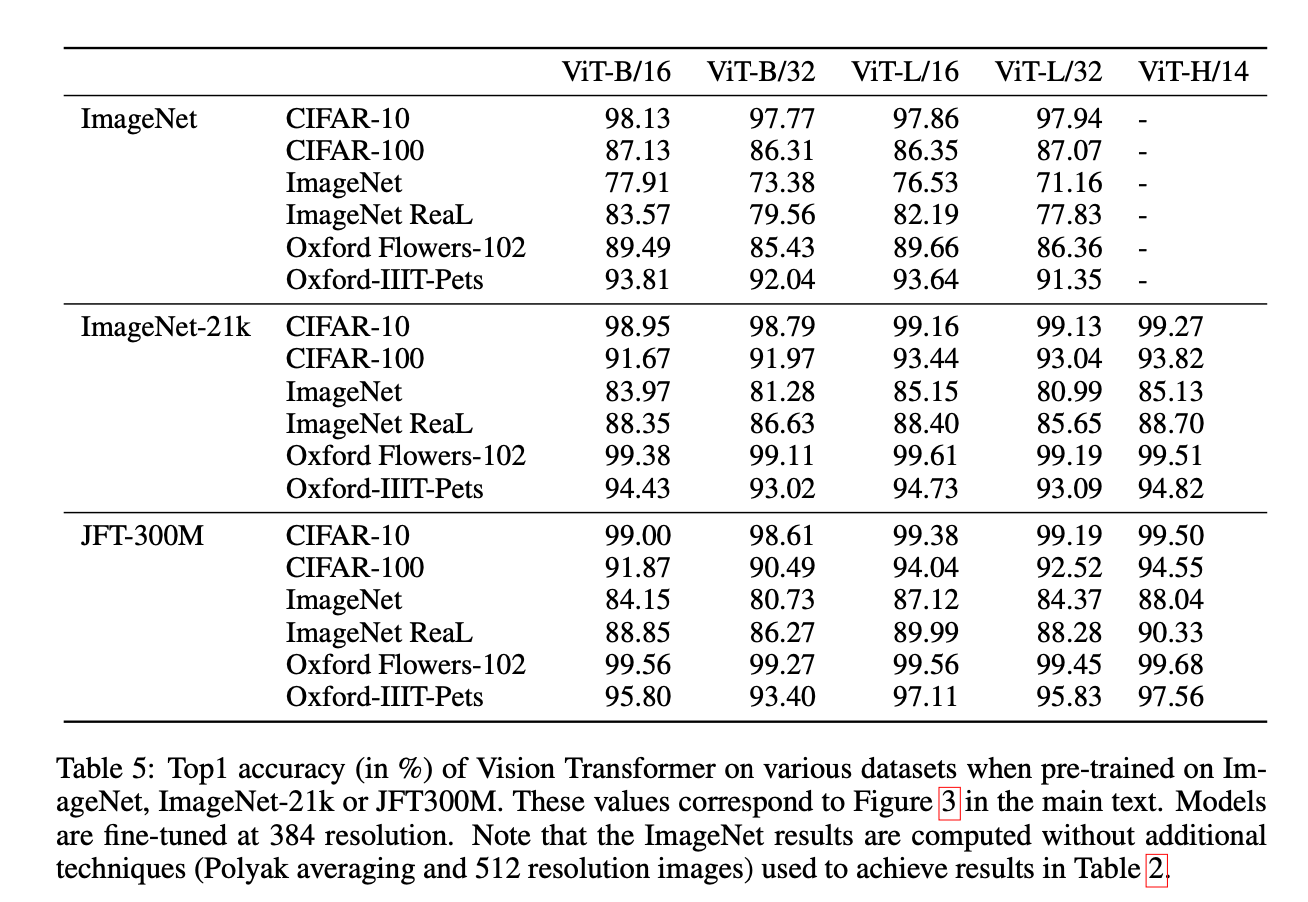 ViT-B/16 ViT-B/32 ViT-L/16 ViT-L/32 ViT-H/14
ImageNet CIFAR-10 98.13 97.77 97.86 97.94 -
CIFAR-100 87.13 86.31 86.35 87.07 -
ImageNet 77.91 73.38 76.53 71.16 -
ImageNet ReaL 83.57 79.56 82.19 77.83 -
Oxford Flowers-102 89.49 85.43 89.66 86.36 -
Oxford-IIIT-Pets 93.81 92.04 93.64 91.35 -
ImageNet-21k CIFAR-10 98.95 98.79 99.16 99.13 99.27
CIFAR-100 91.67 91.97 93.44 93.04 93.82
ImageNet 83.97 81.28 85.15 80.99 85.13
ImageNet ReaL 88.35 86.63 88.40 85.65 88.70
Oxford Flowers-102 99.38 99.11 99.61 99.19 99.51
Oxford-IIIT-Pets 94.43 93.02 94.73 93.09 94.82
JFT-300M CIFAR-10 99.00 98.61 99.38 99.19 99.50
CIFAR-100 91.87 90.49 94.04 92.52 94.55
ImageNet 84.15 80.73 87.12 84.37 88.04
ImageNet ReaL 88.85 86.27 89.99 88.28 90.33
Oxford Flowers-102 99.56 99.27 99.56 99.45 99.68
Oxford-IIIT-Pets 95.80 93.40 97.11 95.83 97.56
Table 5: Top1 accuracy (in %) of Vision Transformer on various datasets when pre-trained on Im-
ageNet, ImageNet-21k or JFT300M. These values correspond to Figure 3 in the main text. Models
are fine-tuned at 384 resolution. Note that the ImageNet results are computed without additional
techniques (Polyak averaging and 512 resolution images) used to achieve results in Table 2.